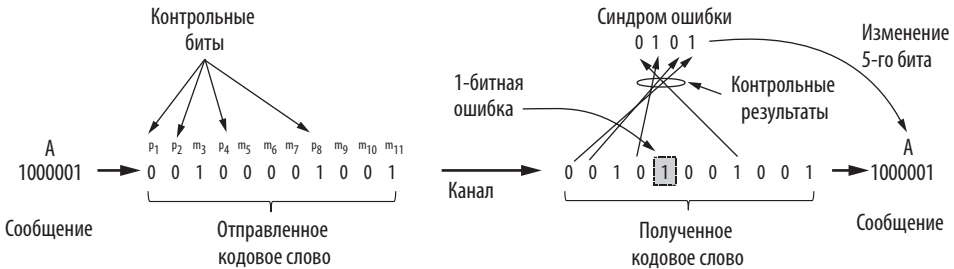 Контрольные
биты
Синдром ошибки
0 1 0 1
Изменение
5-го бита
1-битная
ошибка
Контрольные
результаты
A
p1 p2 m3 p4 m5 m6 m7 p8 m9 m10 m11
A
1000001
0 0 1 0 0 0 0 1 0 0 1
Канал
0 0 1 0 1 0 0 1 0 0 1
1000001
Сообщение
Отправленное
кодовое слово
Полученное
кодовое слово
Сообщение